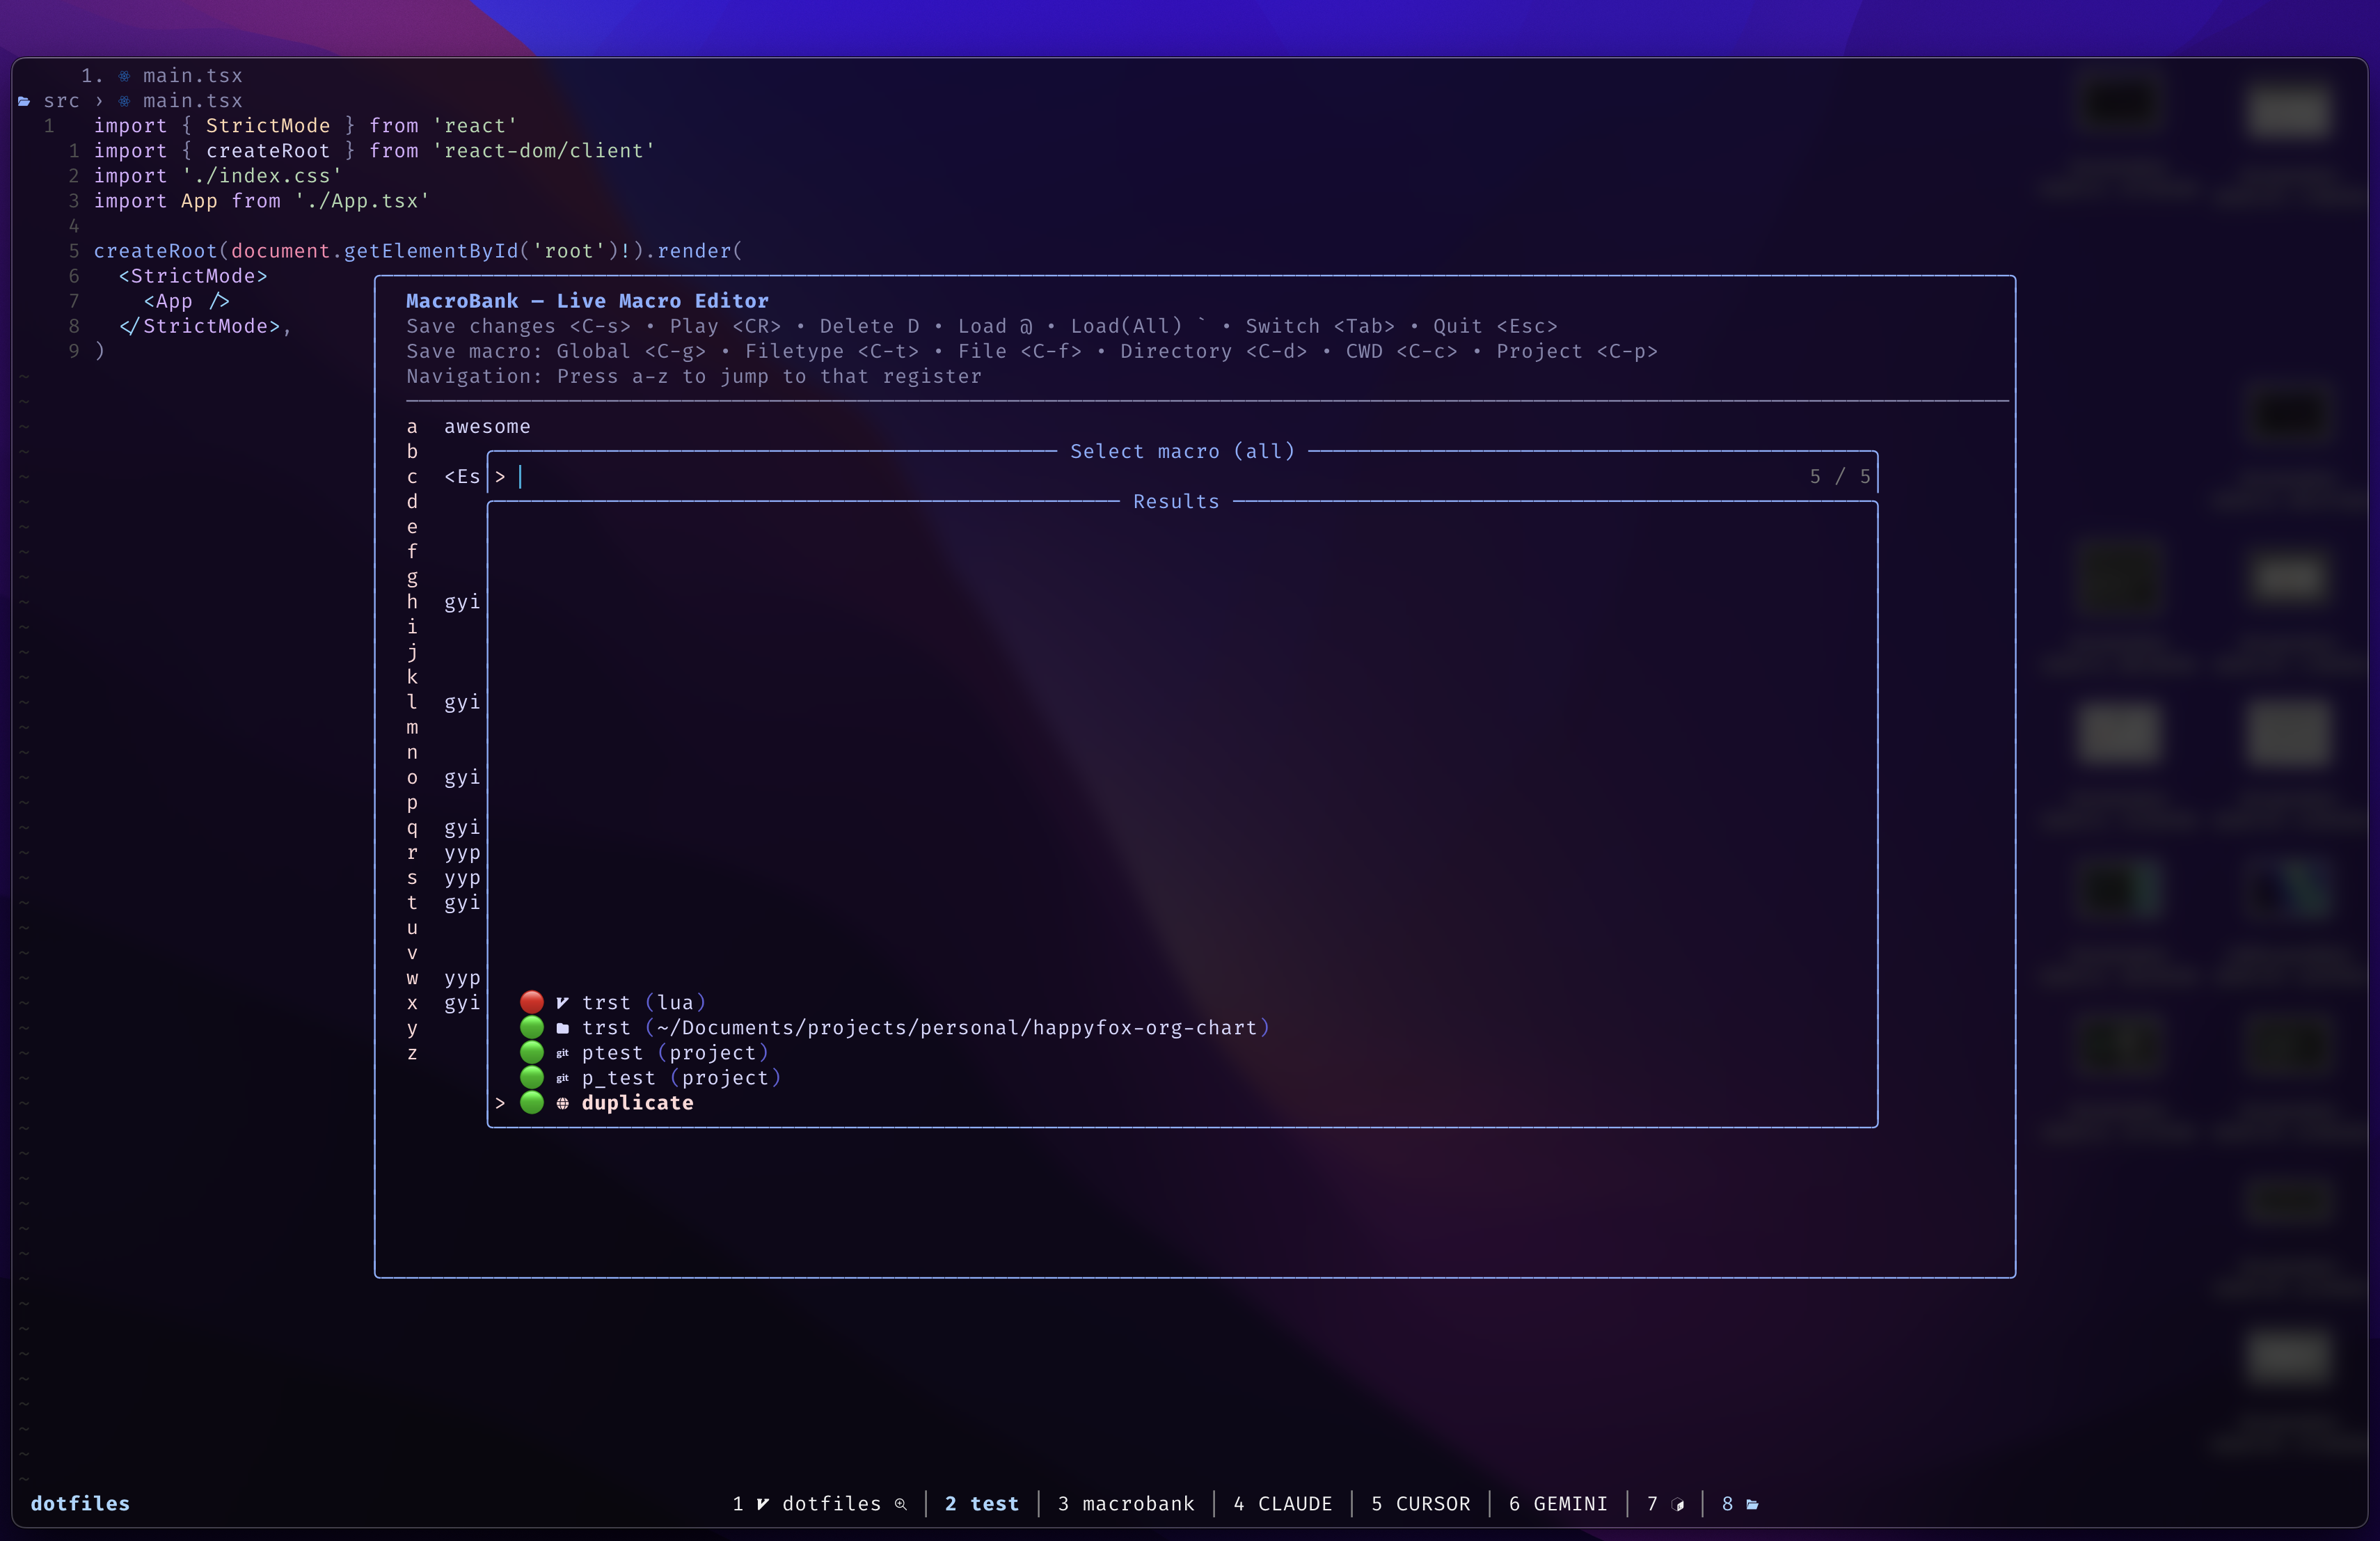 1. main.tsx
src › main.tsx
1 import { StrictMode } from 'react'
1 import { createRoot } from 'react-dom/client'
2 import './index.css'
3 import App from './App.tsx'
4
5 createRoot(document.getElementById('root')!).render(
6 <StrictMode>
7 <App />
8 </StrictMode>,
9 )
MacroBank — Live Macro Editor
Save changes <C-s> • Play <CR> • Delete D • Load @ • Load(All) ` • Switch <Tab> • Quit <Esc>
Save macro: Global <C-g> • Filetype <C-t> • File <C-f> • Directory <C-d> • CWD <C-c> • Project <C-p>
Navigation: Press a-z to jump to that register
a awesome
b
c <Es
d
e
f
g
h gyi
i
j
k
l gyi
m
n
o gyi
p
q gyi
r yyp
s yyp
t gyi
u
v
w yyp
x gyi
y
z
Select macro (all)
> 5 / 5
Results
trst (lua)
trst (~/Documents/projects/personal/happyfox-org-chart)
git ptest (project)
git p_test (project)
> duplicate
dotfiles
1 dotfiles │ 2 test │ 3 macrobank │ 4 CLAUDE │ 5 CURSOR │ 6 GEMINI │ 7 │ 8